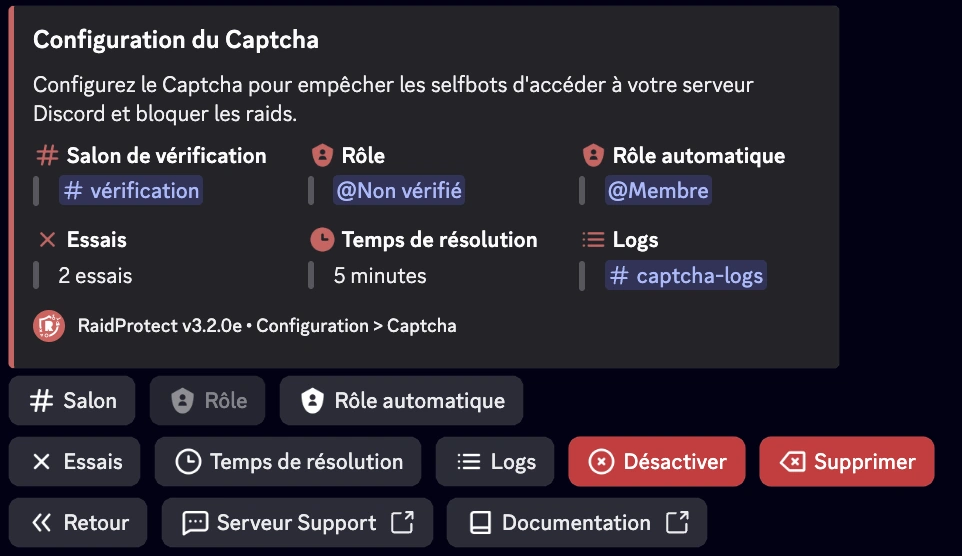 Configuration du Captcha
Configurez le Captcha pour empêcher les selfbots d'accéder à votre serveur
Discord et bloquer les raids.
# Salon de vérification Rôle Rôle automatique
# vérification @Non vérifié @Membre
Essais Temps de résolution Logs
2 essais 5 minutes # captcha-logs
RaidProtect v3.2.0e • Configuration > Captcha
# Salon Rôle Rôle automatique
Essais Temps de résolution Logs Désactiver Supprimer
Retour Serveur Support Documentation